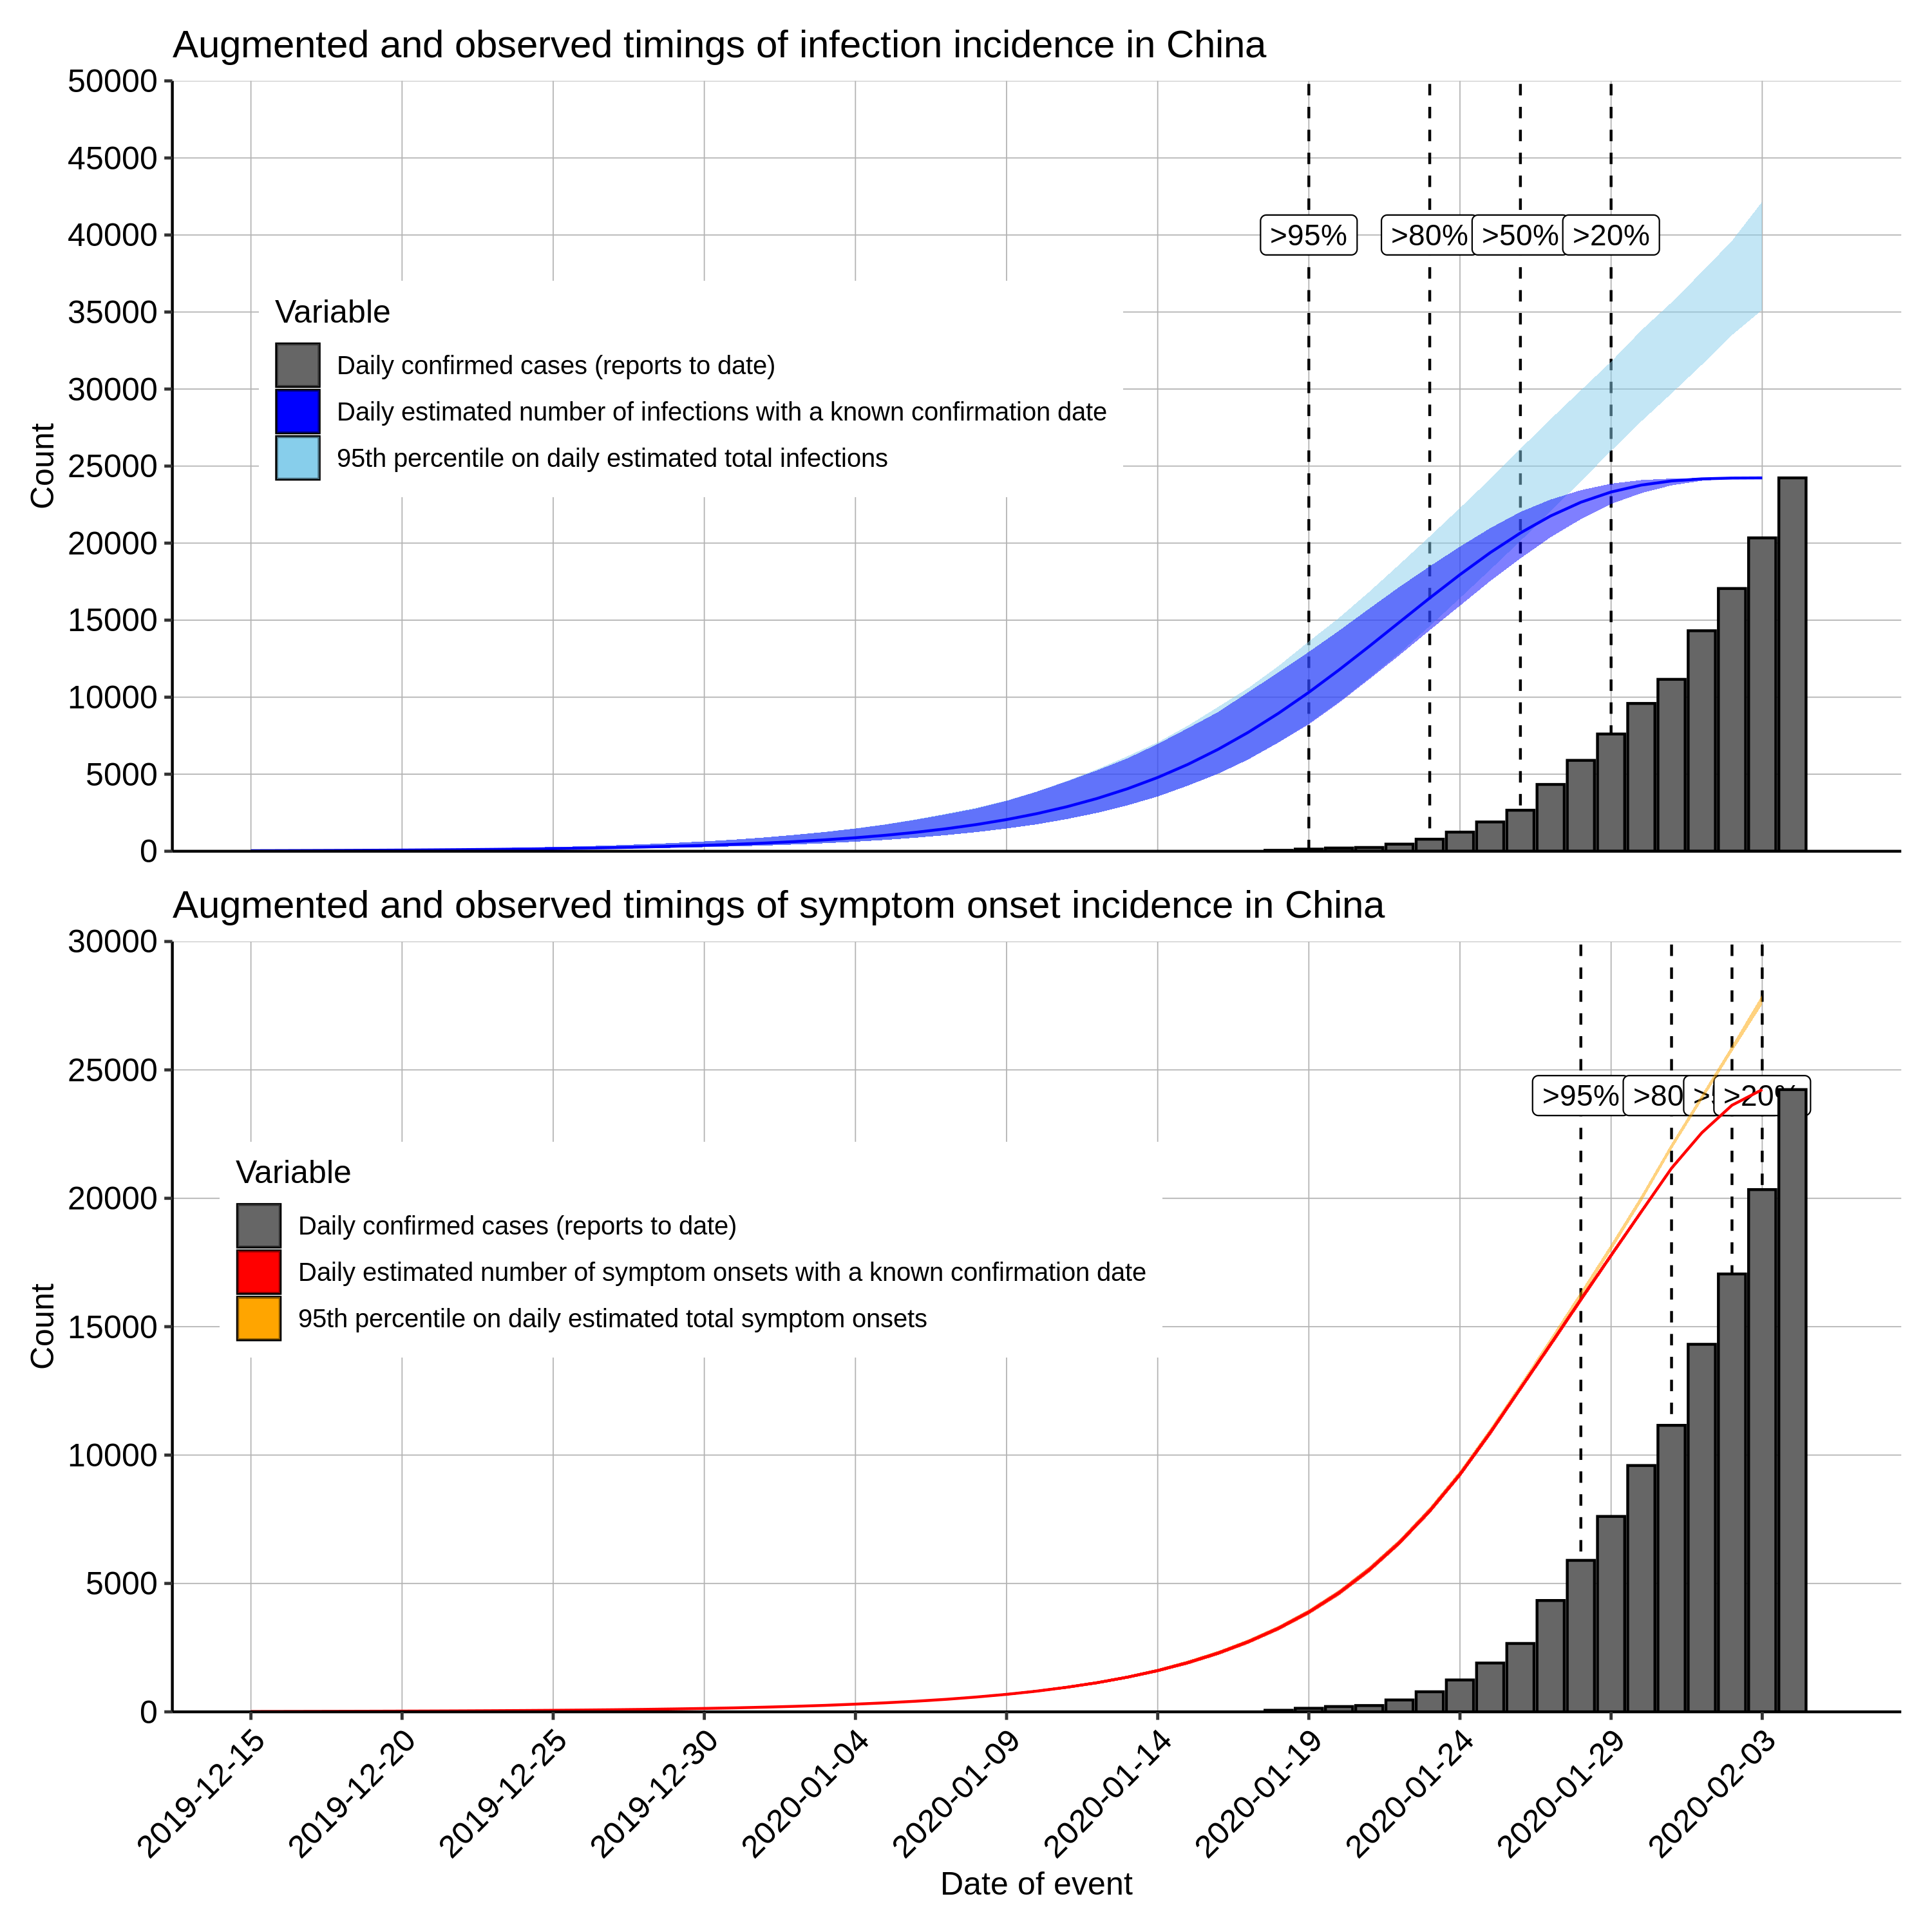 Augmented and observed timings of infection incidence in China
50000
45000
40000
35000
30000
25000
20000
15000
10000
5000
0
Count
>95% >80% >50% >20%
Variable
Daily confirmed cases (reports to date)
Daily estimated number of infections with a known confirmation date
95th percentile on daily estimated total infections
Augmented and observed timings of symptom onset incidence in China
30000
25000
20000
15000
10000
5000
0
Count
>95% >80 > >20%
Variable
Daily confirmed cases (reports to date)
Daily estimated number of symptom onsets with a known confirmation date
95th percentile on daily estimated total symptom onsets
2019-12-15 2019-12-20 2019-12-25 2019-12-30 2020-01-04 2020-01-09 2020-01-14 2020-01-19 2020-01-24 2020-01-29 2020-02-03
Date of event